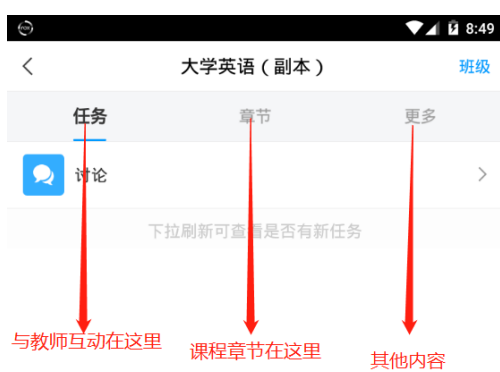 8:49
大学英语（副本）
班级
任务
章节
更多
讨论
下拉刷新可查看是否有新任务
与教师互动在这里
课程章节在这里
其他内容